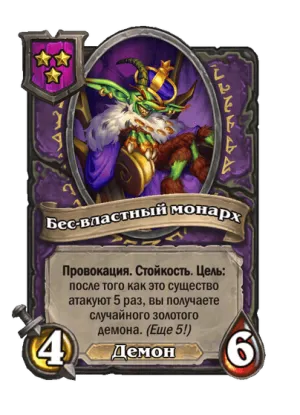 Бес-властный монарх
Провокация. Стойкость. Цель:
после того как это существо
атакуют 5 раз, вы получаете
случайного золотого
демона. (Еще 5!)
4
Демон
6